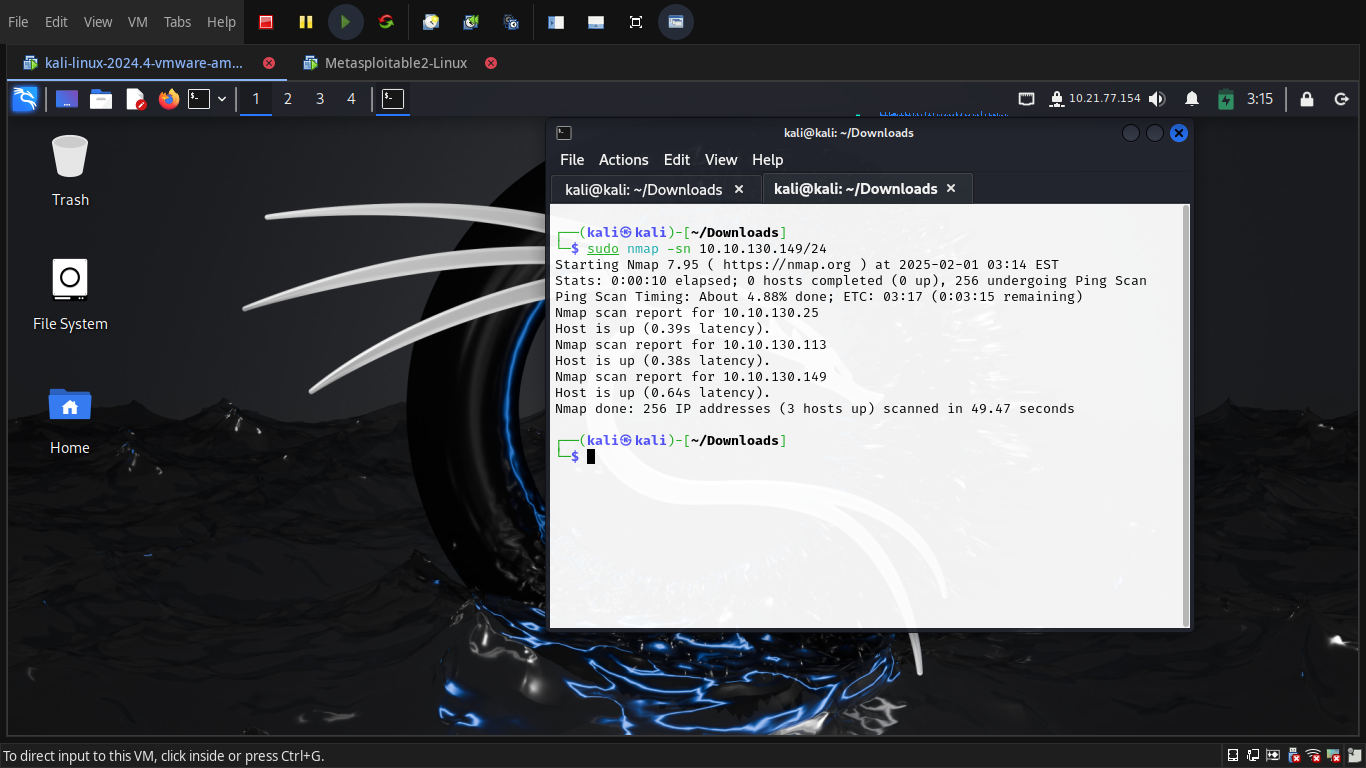 File Edit View VM Tabs Help
kali-linux-2024.4-vmware-am... Metasploitable2-Linux
1 2 3 4 10.21.77.154 3:15
kali@kali: ~/Downloads
File Actions Edit View Help
kali@kali: ~/Downloads kali@kali: ~/Downloads
Trash
File System
Home
┌──(kali㉿kali)-[~/Downloads]
└─$ sudo nmap -sn 10.10.130.149/24
Starting Nmap 7.95 ( https://nmap.org ) at 2025-02-01 03:14 EST
Stats: 0:00:10 elapsed; 0 hosts completed (0 up), 256 undergoing Ping Scan
Ping Scan Timing: About 4.88% done; ETC: 03:17 (0:03:15 remaining)
Nmap scan report for 10.10.130.25
Host is up (0.39s latency).
Nmap scan report for 10.10.130.113
Host is up (0.38s latency).
Nmap scan report for 10.10.130.149
Host is up (0.64s latency).
Nmap done: 256 IP addresses (3 hosts up) scanned in 49.47 seconds
┌──(kali㉿kali)-[~/Downloads]
└─$
To direct input to this VM, click inside or press Ctrl+G.